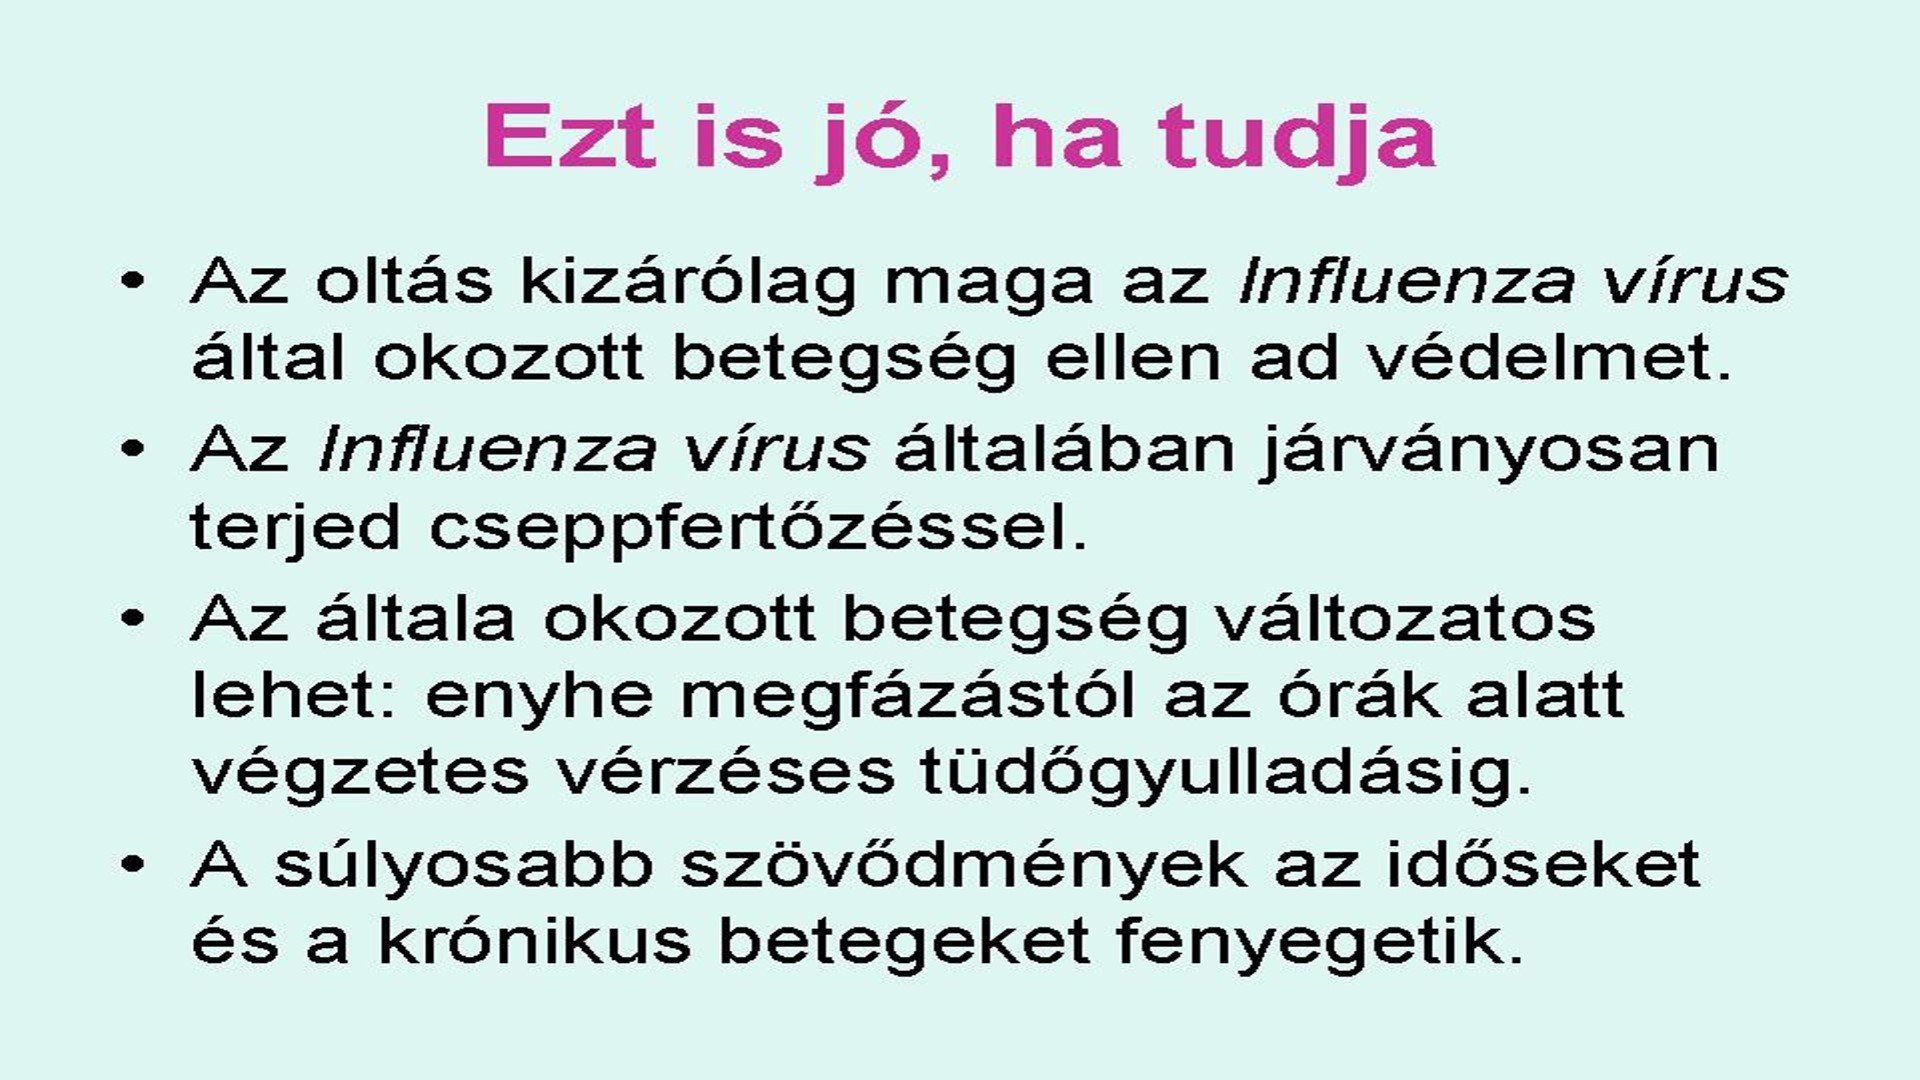 Ezt is jó, ha tudja
• Az oltás kizárólag maga az Influenza vírus
által okozott betegség ellen ad védelmet.
• Az Influenza vírus általában járványosan
terjed cseppfertőzéssel.
• Az általa okozott betegség változatos
lehet: enyhe megfázástól az órák alatt
végzetes vérzéses tüdőgyulladásig.
• A súlyosabb szövődmények az időseket
és a krónikus betegeket fenyegetik.